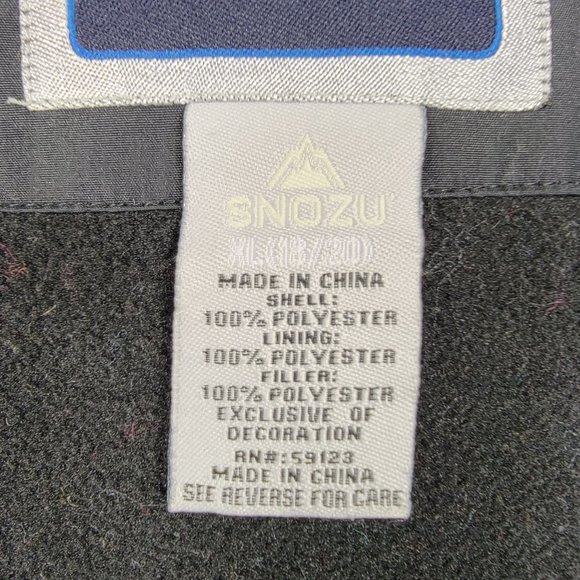 SNOZU
XL(18/20)
MADE IN CHINA
SHELL:
100% POLYESTER
LINING:
100% POLYESTER
FILLER:
100% POLYESTER
EXCLUSIVE OF
DECORATION
RN#:59123
MADE IN CHINA
SEE REVERSE FOR CARE